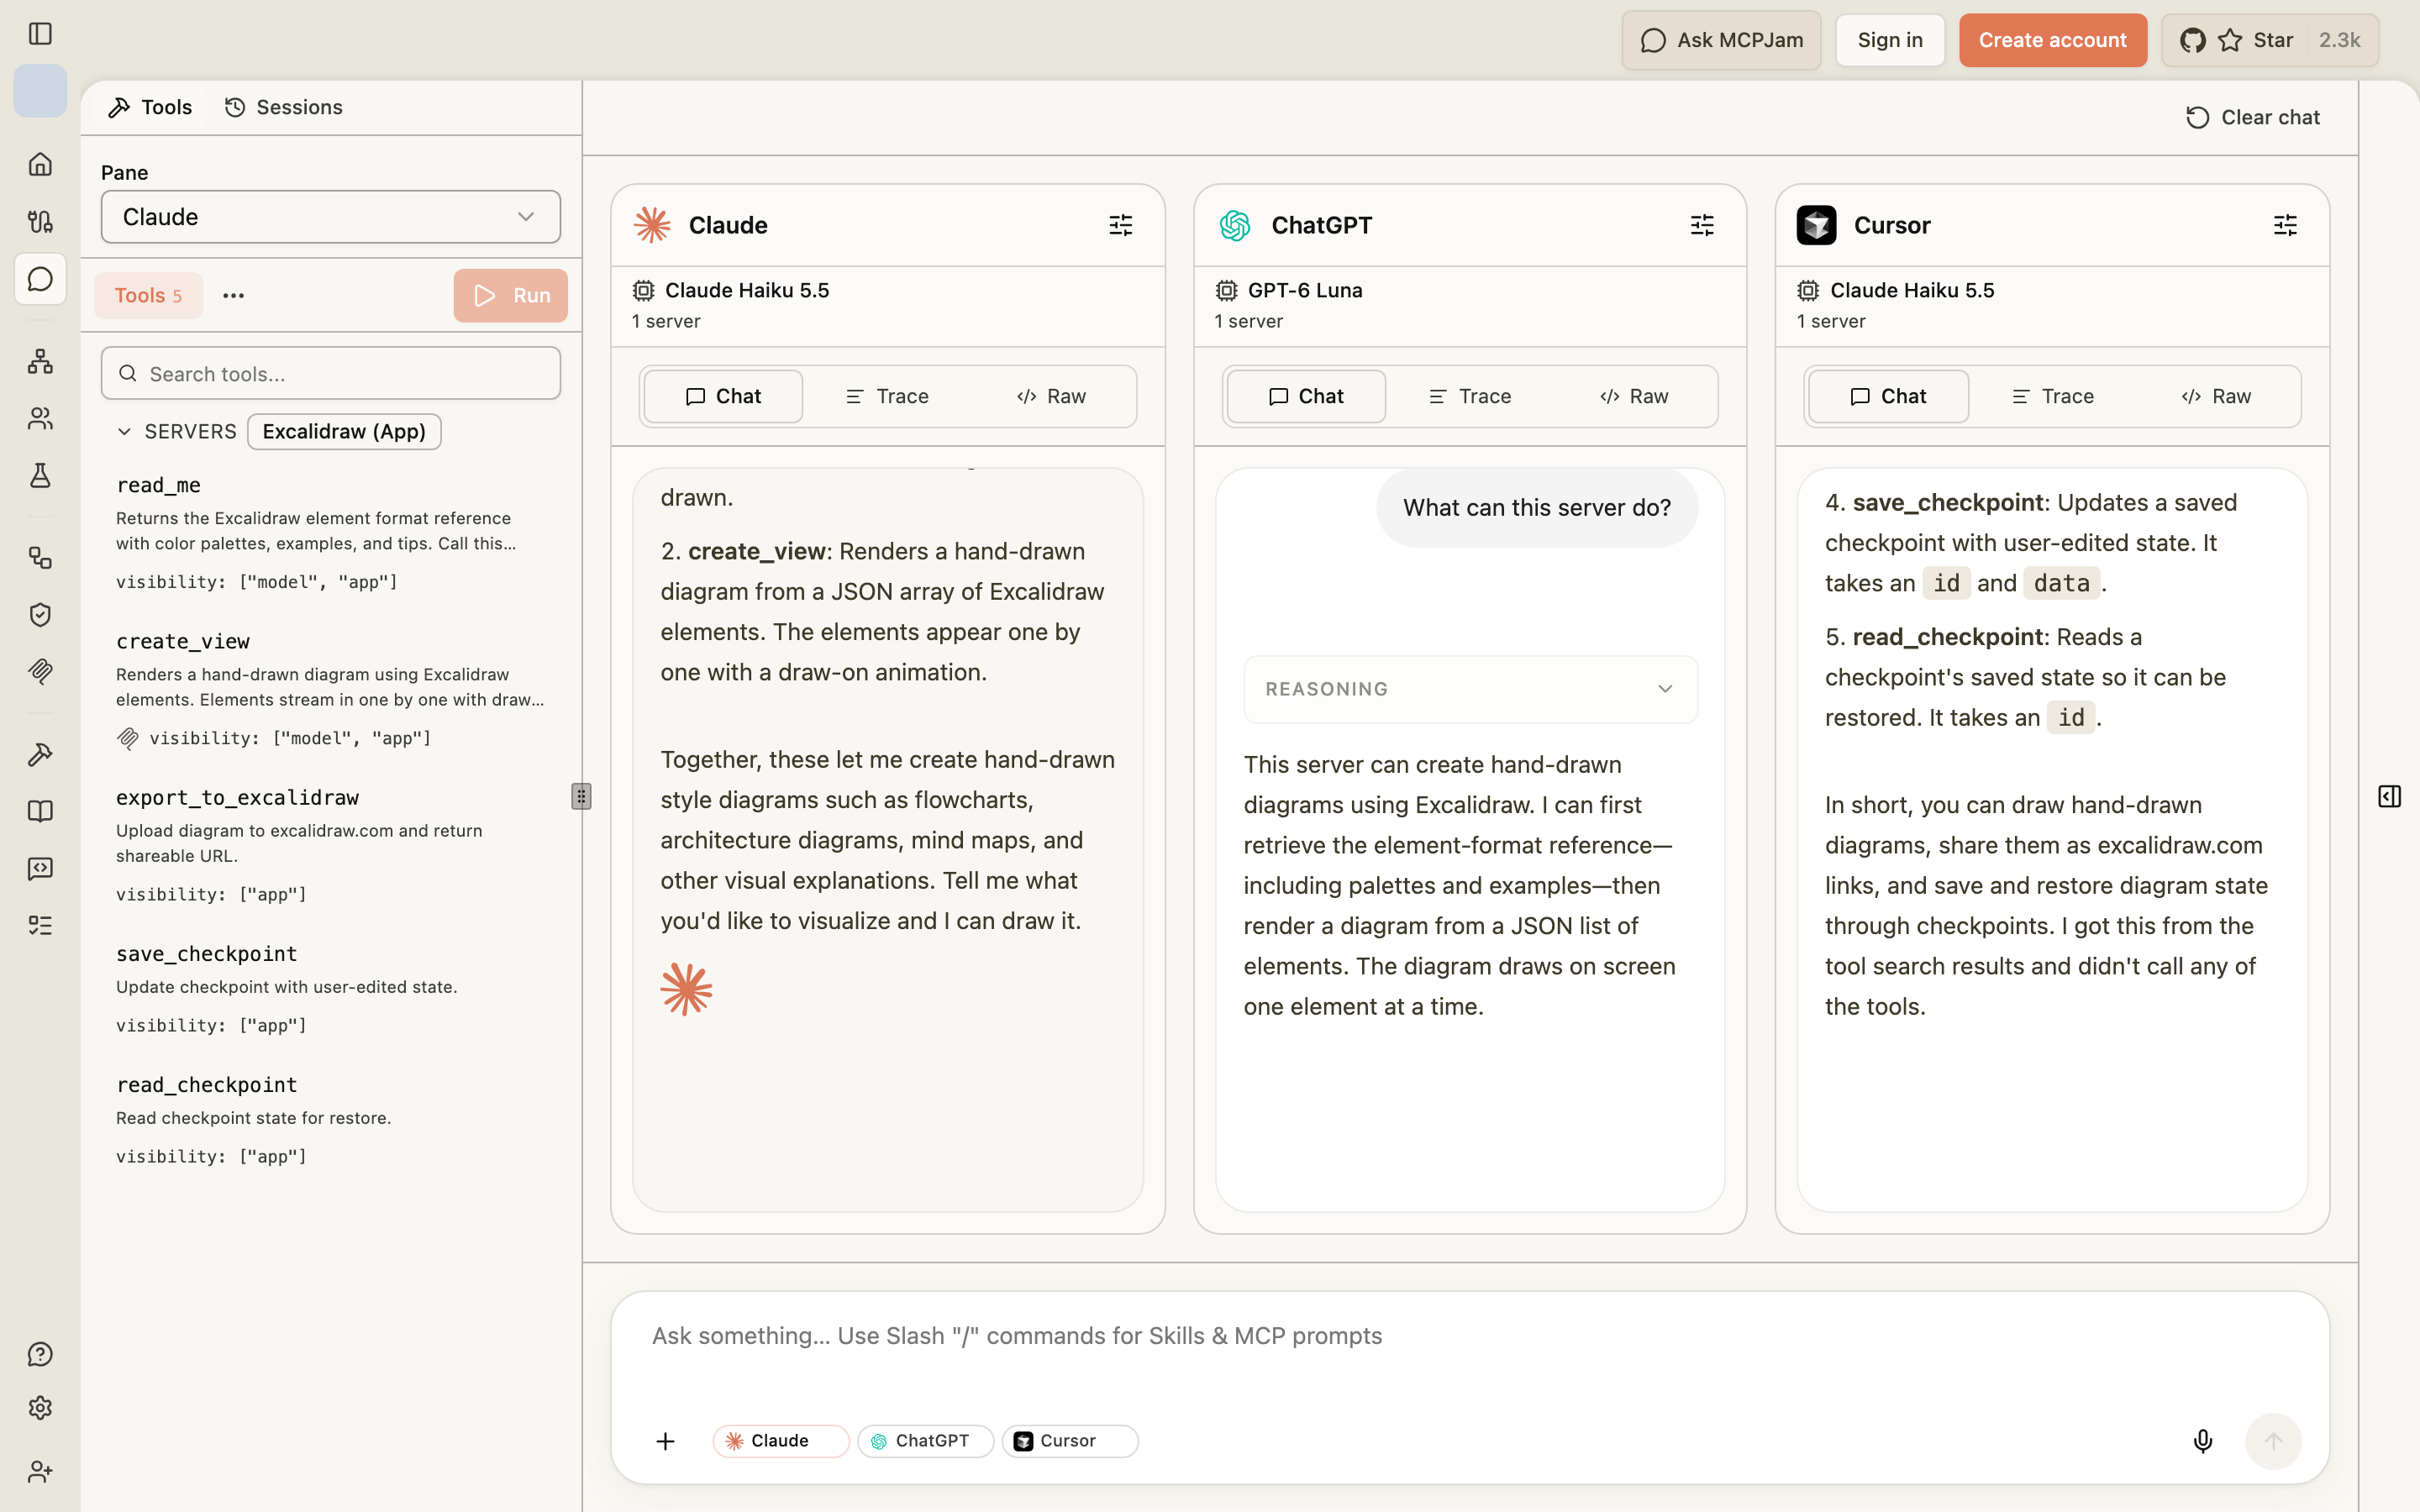 Ask MCPJam
Sign in
Create account
Star 2.3k
Tools
Sessions
Clear chat
Pane
Claude
Tools 5
Run
Search tools...
SERVERS
Excalidraw (App)
read_me
Returns the Excalidraw element format reference
with color palettes, examples, and tips. Call this...
visibility: ["model", "app"]
create_view
Renders a hand-drawn diagram using Excalidraw
elements. Elements stream in one by one with draw...
visibility: ["model", "app"]
export_to_excalidraw
Upload diagram to excalidraw.com and return
shareable URL.
visibility: ["app"]
save_checkpoint
Update checkpoint with user-edited state.
visibility: ["app"]
read_checkpoint
Read checkpoint state for restore.
visibility: ["app"]
Claude
Claude Haiku 5.5
1 server
Chat
Trace
Raw
drawn.
2. create_view: Renders a hand-drawn
diagram from a JSON array of Excalidraw
elements. The elements appear one by
one with a draw-on animation.
Together, these let me create hand-drawn
style diagrams such as flowcharts,
architecture diagrams, mind maps, and
other visual explanations. Tell me what
you'd like to visualize and I can draw it.
ChatGPT
GPT-6 Luna
1 server
Chat
Trace
Raw
What can this server do?
REASONING
This server can create hand-drawn
diagrams using Excalidraw. I can first
retrieve the element-format reference—
including palettes and examples—then
render a diagram from a JSON list of
elements. The diagram draws on screen
one element at a time.
Cursor
Claude Haiku 5.5
1 server
Chat
Trace
Raw
4. save_checkpoint: Updates a saved
checkpoint with user-edited state. It
takes an id and data.
5. read_checkpoint: Reads a
checkpoint's saved state so it can be
restored. It takes an id.
In short, you can draw hand-drawn
diagrams, share them as excalidraw.com
links, and save and restore diagram state
through checkpoints. I got this from the
tool search results and didn't call any of
the tools.
Ask something... Use Slash "/" commands for Skills & MCP prompts
Claude
ChatGPT
Cursor